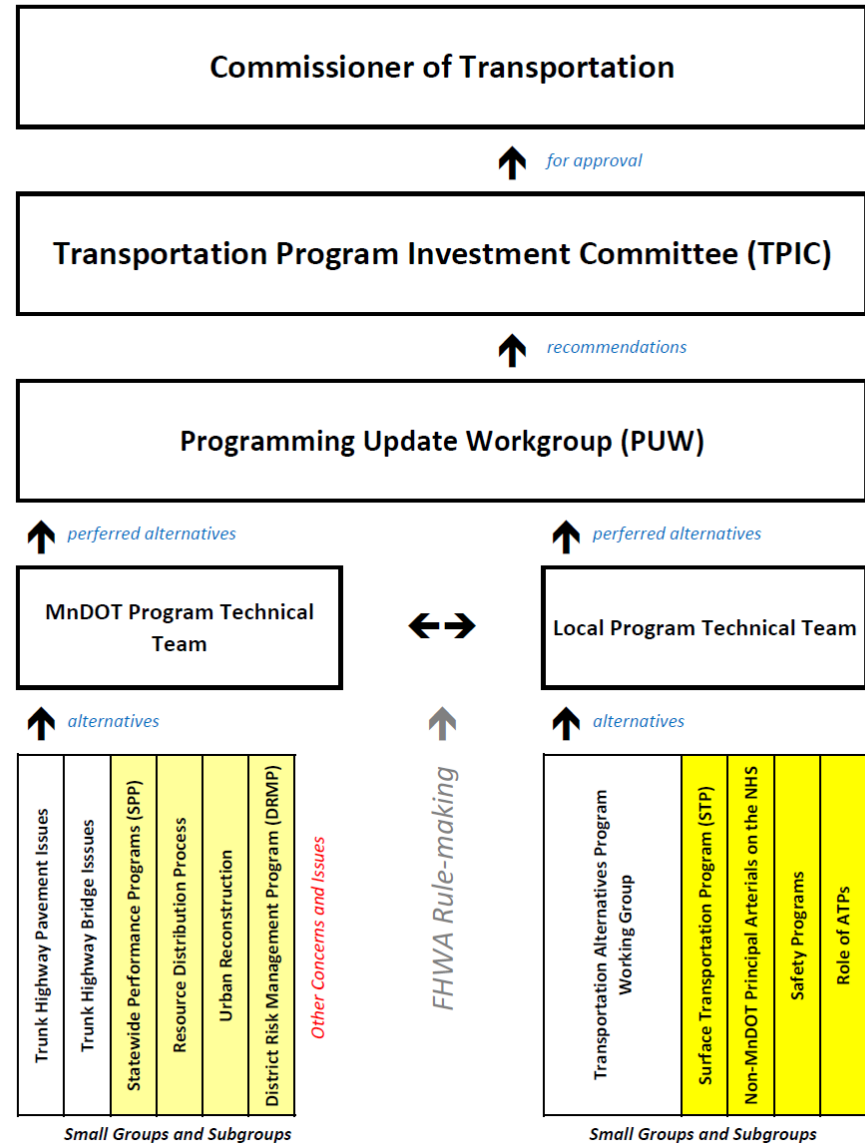 Commissioner of Transportation
for approval
Transportation Program Investment Committee (TPIC)
recommendations
Programming Update Workgroup (PUW)
perferred alternatives
perferred alternatives
MnDOT Program Technical
Team
Local Program Technical Team
alternatives
alternatives
Trunk Highway Pavement Issues
Trunk Highway Bridge Isssues
Statewide Performance Programs (SPP)
Resource Distribution Process
Urban Reconstruction
District Risk Management Program (DRMP)
Other Concerns and Issues
FHWA Rule-making
Transportation Alternatives Program
Working Group
Surface Transportation Program (STP)
Non-MnDOT Principal Arterials on the NHS
Safety Programs
Role of ATPs
Small Groups and Subgroups
Small Groups and Subgroups